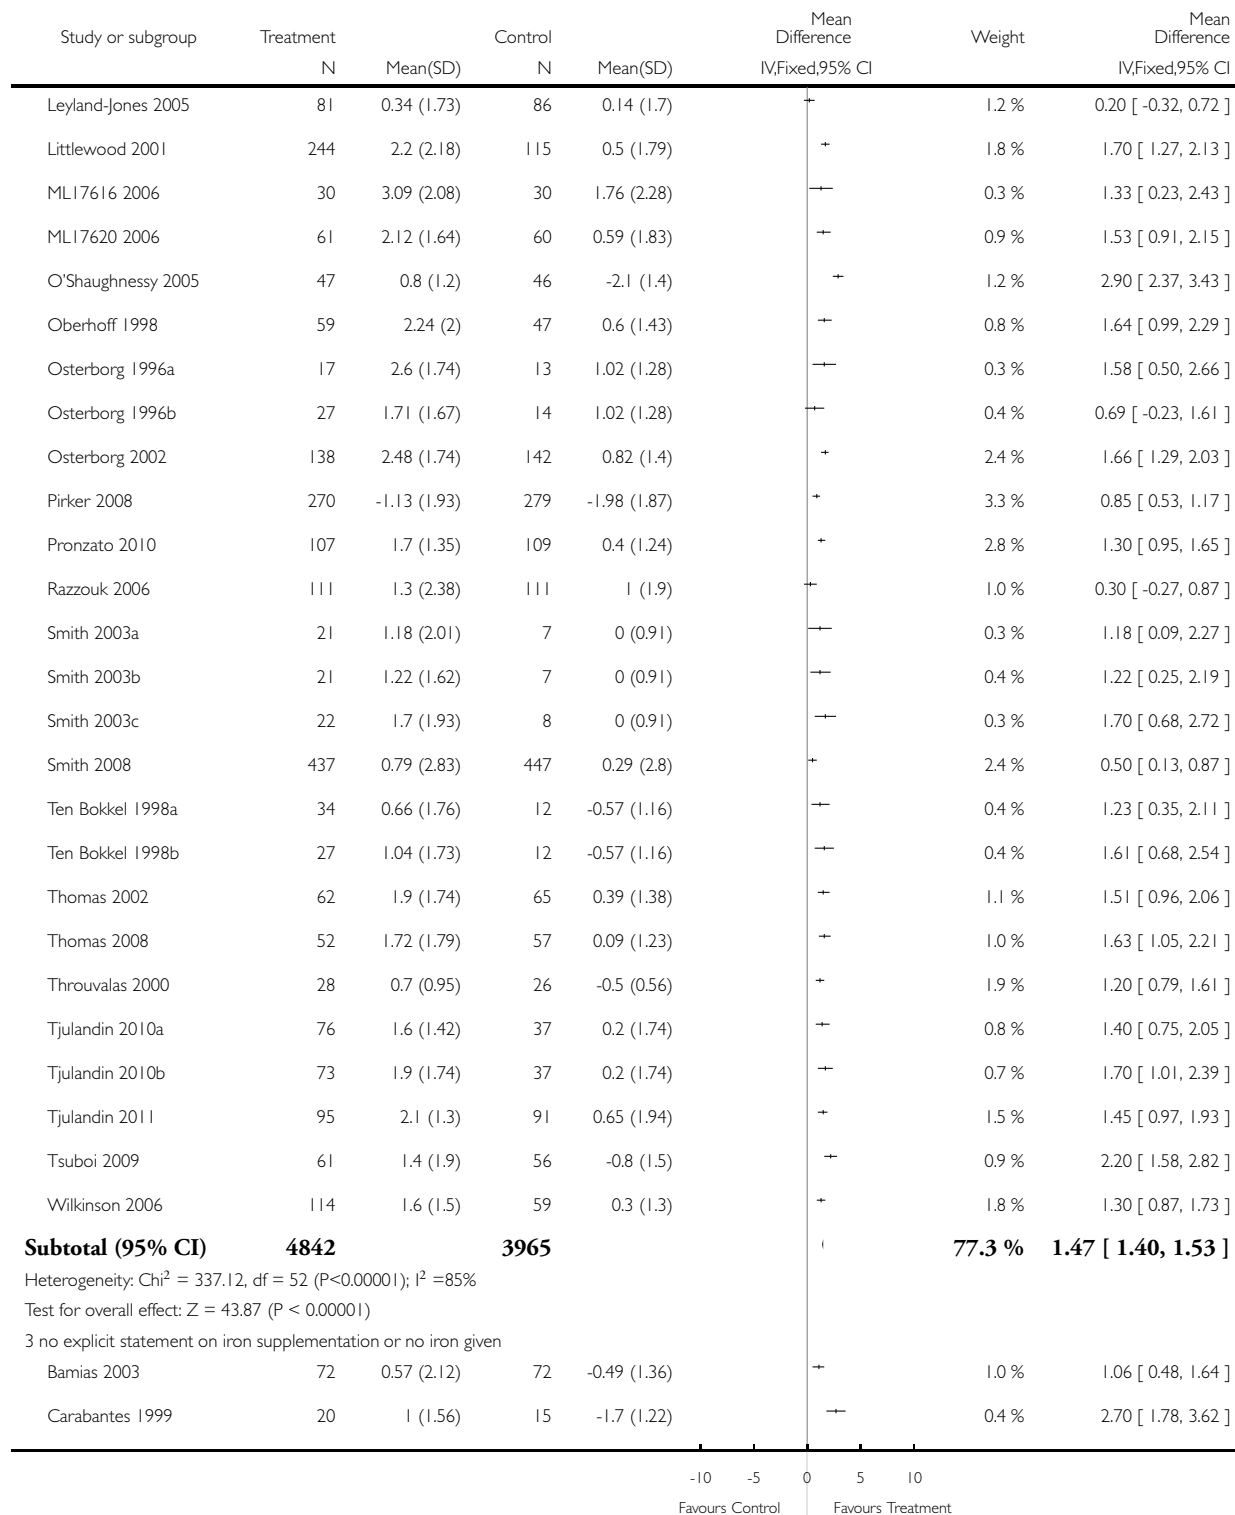 Study or subgroup Treatment Control Mean Difference Weight Mean Difference
N Mean(SD) N Mean(SD) IV,Fixed,95% CI IV,Fixed,95% CI
Leyland-Jones 2005 81 0.34 (1.73) 86 0.14 (1.7) 1.2 % 0.20 [ -0.32, 0.72 ]
Littlewood 2001 244 2.2 (2.18) 115 0.5 (1.79) 1.8 % 1.70 [ 1.27, 2.13 ]
ML17616 2006 30 3.09 (2.08) 30 1.76 (2.28) 0.3 % 1.33 [ 0.23, 2.43 ]
ML17620 2006 61 2.12 (1.64) 60 0.59 (1.83) 0.9 % 1.53 [ 0.91, 2.15 ]
O'Shaughnessy 2005 47 0.8 (1.2) 46 -2.1 (1.4) 1.2 % 2.90 [ 2.37, 3.43 ]
Oberhoff 1998 59 2.24 (2) 47 0.6 (1.43) 0.8 % 1.64 [ 0.99, 2.29 ]
Osterborg 1996a 17 2.6 (1.74) 13 1.02 (1.28) 0.3 % 1.58 [ 0.50, 2.66 ]
Osterborg 1996b 27 1.71 (1.67) 14 1.02 (1.28) 0.4 % 0.69 [ -0.23, 1.61 ]
Osterborg 2002 138 2.48 (1.74) 142 0.82 (1.4) 2.4 % 1.66 [ 1.29, 2.03 ]
Pirker 2008 270 -1.13 (1.93) 279 -1.98 (1.87) 3.3 % 0.85 [ 0.53, 1.17 ]
Pronzato 2010 107 1.7 (1.35) 109 0.4 (1.24) 2.8 % 1.30 [ 0.95, 1.65 ]
Razzouk 2006 111 1.3 (2.38) 111 1 (1.9) 1.0 % 0.30 [ -0.27, 0.87 ]
Smith 2003a 21 1.18 (2.01) 7 0 (0.91) 0.3 % 1.18 [ 0.09, 2.27 ]
Smith 2003b 21 1.22 (1.62) 7 0 (0.91) 0.4 % 1.22 [ 0.25, 2.19 ]
Smith 2003c 22 1.7 (1.93) 8 0 (0.91) 0.3 % 1.70 [ 0.68, 2.72 ]
Smith 2008 437 0.79 (2.83) 447 0.29 (2.8) 2.4 % 0.50 [ 0.13, 0.87 ]
Ten Bokkel 1998a 34 0.66 (1.76) 12 -0.57 (1.16) 0.4 % 1.23 [ 0.35, 2.11 ]
Ten Bokkel 1998b 27 1.04 (1.73) 12 -0.57 (1.16) 0.4 % 1.61 [ 0.68, 2.54 ]
Thomas 2002 62 1.9 (1.74) 65 0.39 (1.38) 1.1 % 1.51 [ 0.96, 2.06 ]
Thomas 2008 52 1.72 (1.79) 57 0.09 (1.23) 1.0 % 1.63 [ 1.05, 2.21 ]
Throuvalas 2000 28 0.7 (0.95) 26 -0.5 (0.56) 1.9 % 1.20 [ 0.79, 1.61 ]
Tjulandin 2010a 76 1.6 (1.42) 37 0.2 (1.74) 0.8 % 1.40 [ 0.75, 2.05 ]
Tjulandin 2010b 73 1.9 (1.74) 37 0.2 (1.74) 0.7 % 1.70 [ 1.01, 2.39 ]
Tjulandin 2011 95 2.1 (1.3) 91 0.65 (1.94) 1.5 % 1.45 [ 0.97, 1.93 ]
Tsuboi 2009 61 1.4 (1.9) 56 -0.8 (1.5) 0.9 % 2.20 [ 1.58, 2.82 ]
Wilkinson 2006 114 1.6 (1.5) 59 0.3 (1.3) 1.8 % 1.30 [ 0.87, 1.73 ]
Subtotal (95% CI) 4842 3965 77.3 % 1.47 [ 1.40, 1.53 ]
Heterogeneity: Chi² = 337.12, df = 52 (P<0.00001); I² =85%
Test for overall effect: Z = 43.87 (P < 0.00001)
3 no explicit statement on iron supplementation or no iron given
Bamias 2003 72 0.57 (2.12) 72 -0.49 (1.36) 1.0 % 1.06 [ 0.48, 1.64 ]
Carabantes 1999 20 1 (1.56) 15 -1.7 (1.22) 0.4 % 2.70 [ 1.78, 3.62 ]
-10 -5 0 5 10
Favours Control Favours Treatment